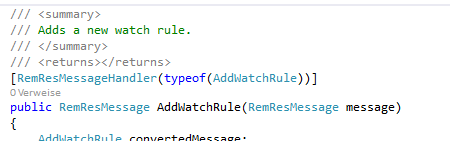 /// <summary>
/// Adds a new watch rule.
/// </summary>
/// <returns></returns>
[RemResMessageHandler(typeof(AddWatchRule))]
0 Verweise
public RemResMessage AddWatchRule(RemResMessage message)
{
AddWatchRule convertedMessage;